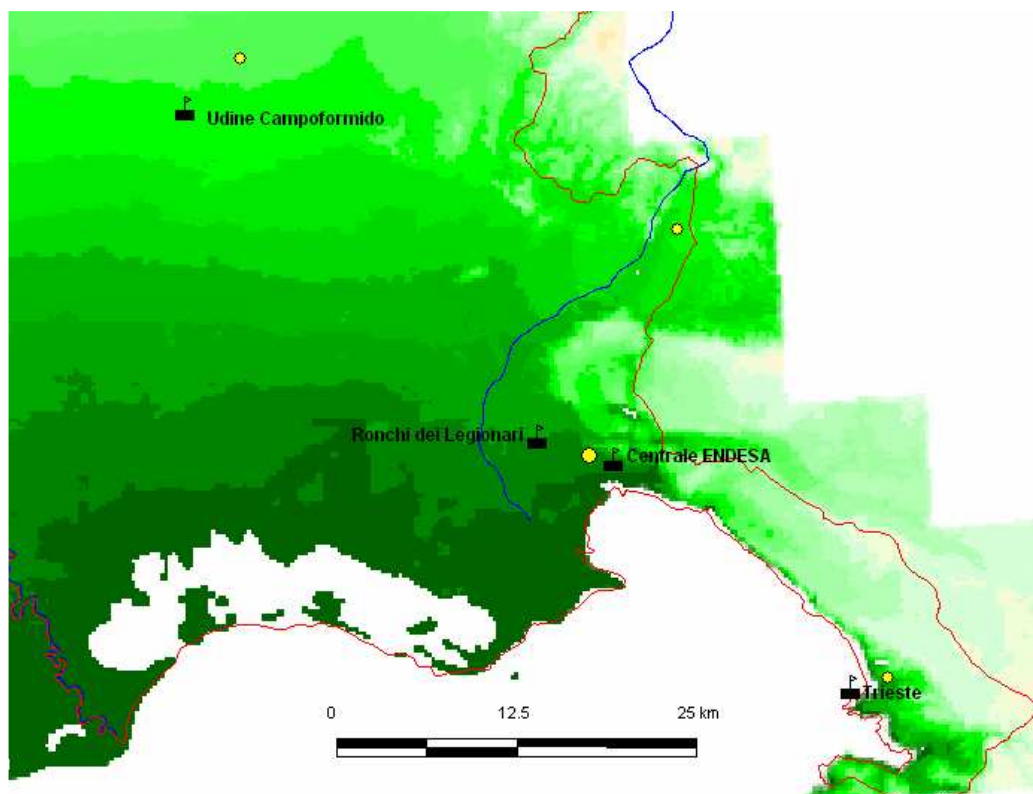 Udine Campoformido
Ronchi dei Legionari
Centrale ENDESA
Trieste
0 12.5 25 km